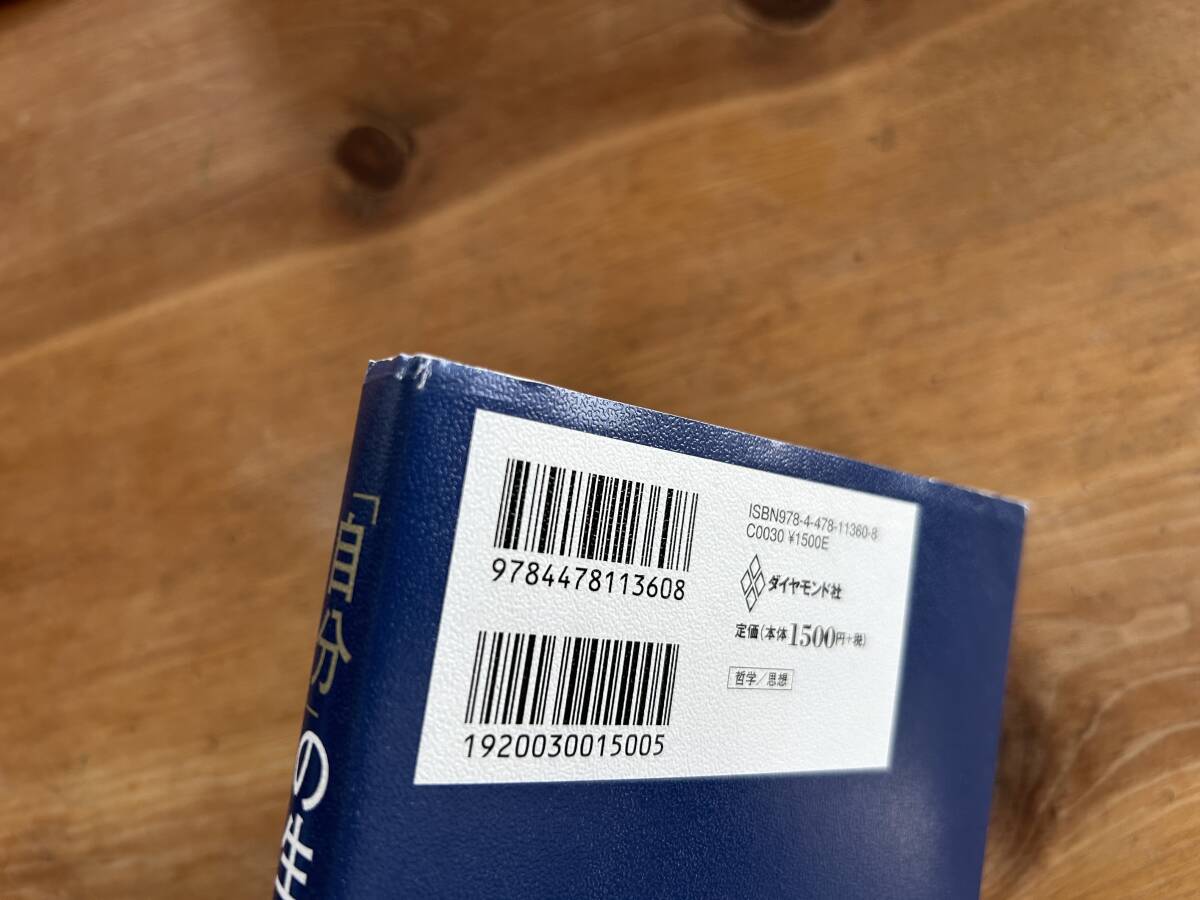 「自分」の
9784478113608
1920030015005
ISBN978-4-478-11360-8
C0030 ¥1500E
ダイヤモンド社
定価(本体1500円+税)
哲学／思想